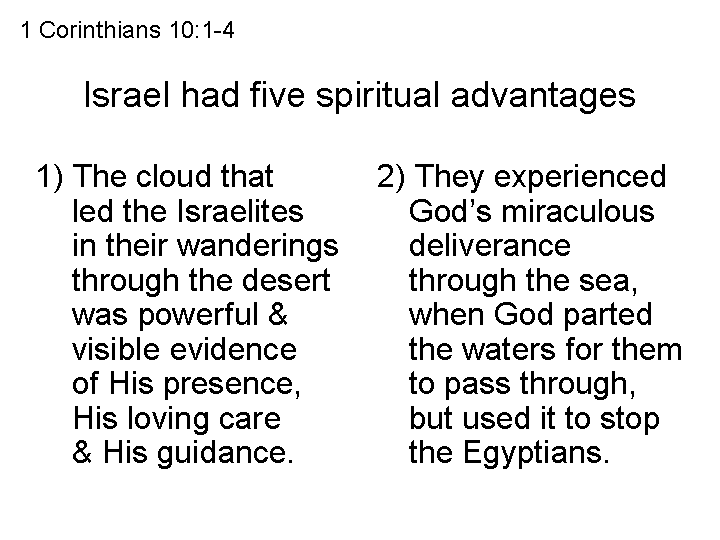 1 Corinthians 10:1-4
Israel had five spiritual advantages
1) The cloud that
led the Israelites
in their wanderings
through the desert
was powerful &
visible evidence
of His presence,
His loving care
& His guidance.
2) They experienced
God’s miraculous
deliverance
through the sea,
when God parted
the waters for them
to pass through,
but used it to stop
the Egyptians.